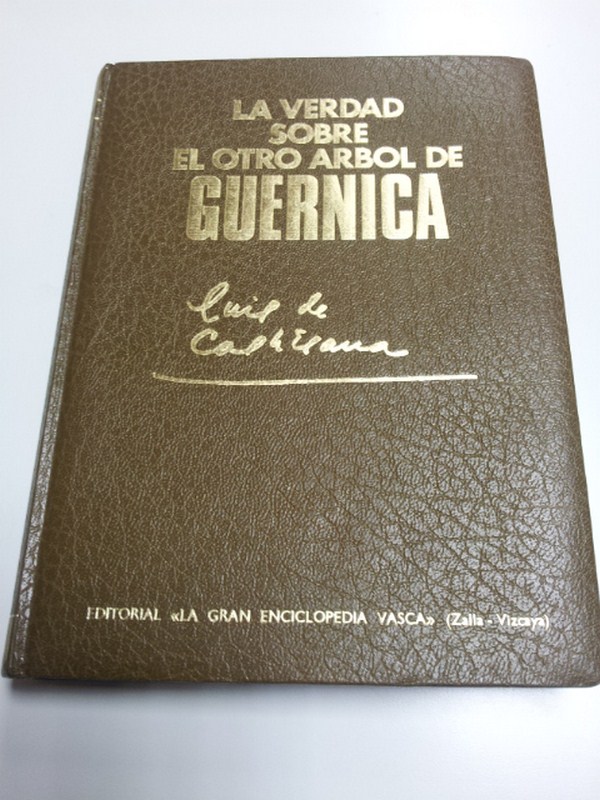 LA VERDAD
SOBRE
EL OTRO ARBOL DE
GUERNICA
Luis de
Castresana
EDITORIAL «LA GRAN ENCICLOPEDIA VASCA» (Zalla - Vizcaya)